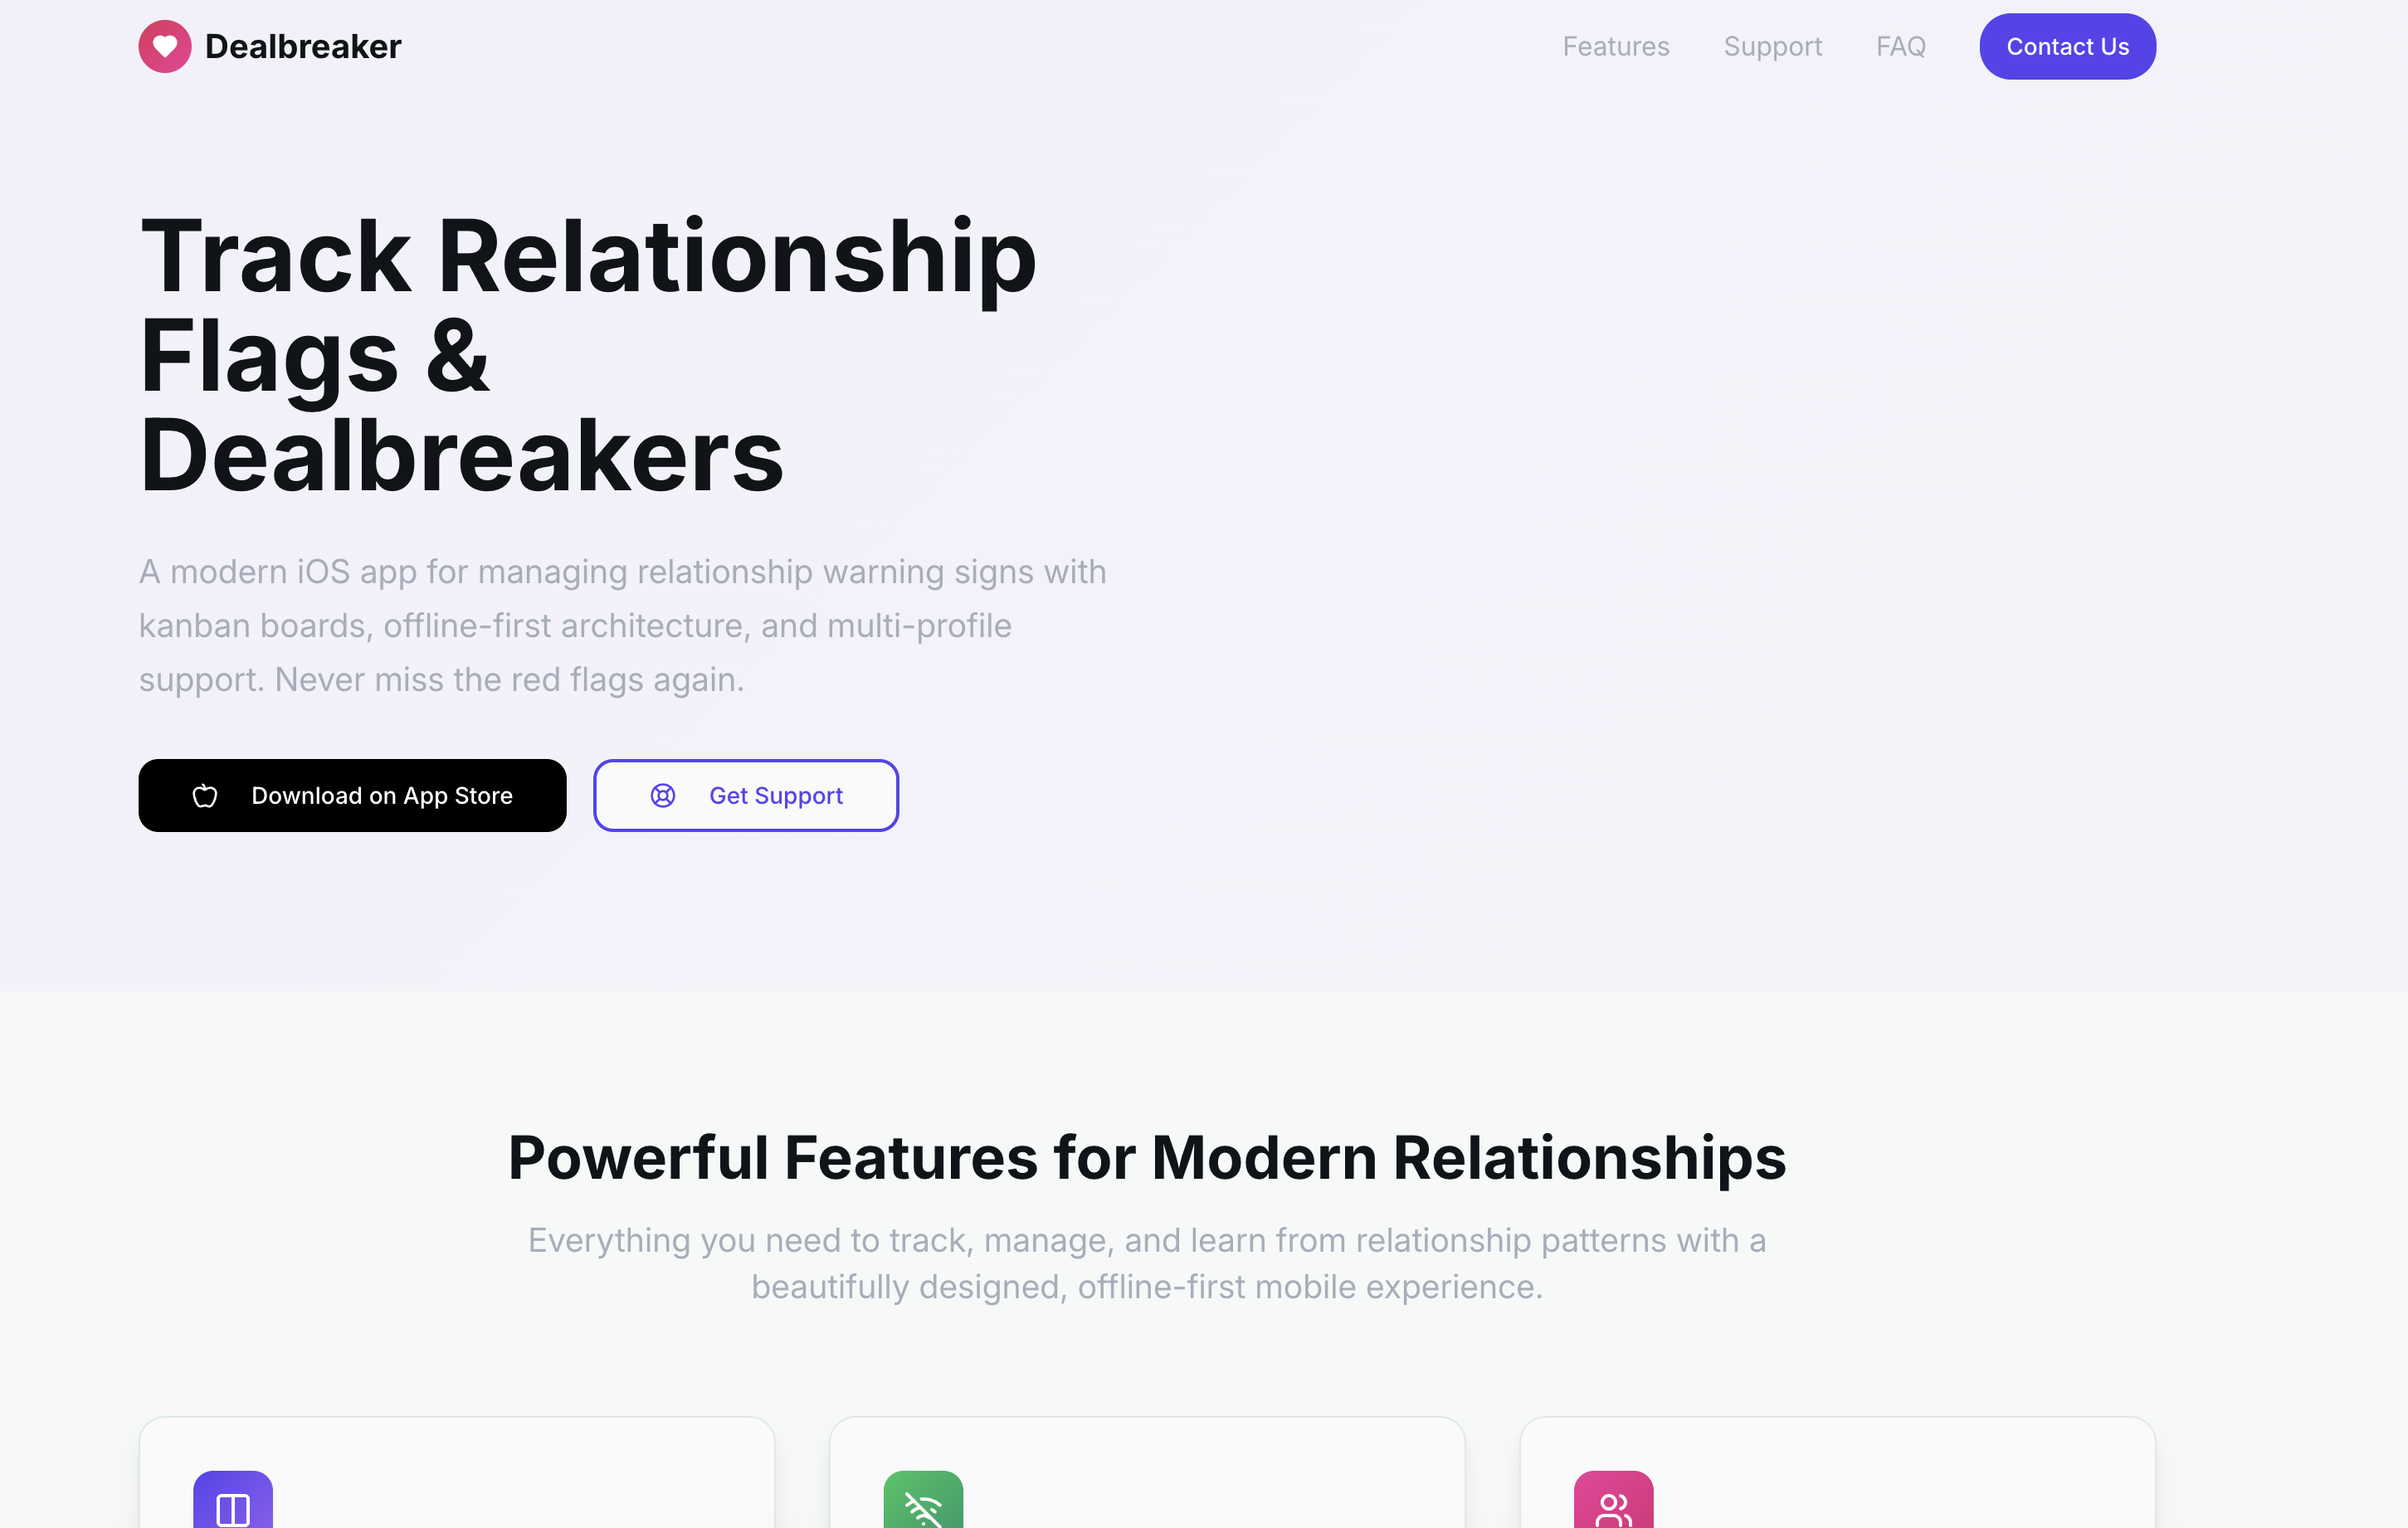 Dealbreaker
Features
Support
FAQ
Contact Us
Track Relationship
Flags &
Dealbreakers
A modern iOS app for managing relationship warning signs with
kanban boards, offline-first architecture, and multi-profile
support. Never miss the red flags again.
Download on App Store
Get Support
Powerful Features for Modern Relationships
Everything you need to track, manage, and learn from relationship patterns with a
beautifully designed, offline-first mobile experience.